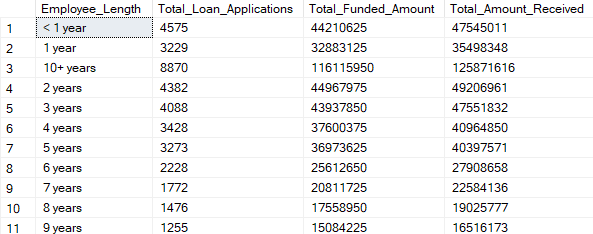 Employee_Length Total_Loan_Applications Total_Funded_Amount Total_Amount_Received
1 < 1 year 4575 44210625 47545011
2 1 year 3229 32883125 35498348
3 10+ years 8870 116115950 125871616
4 2 years 4382 44967975 49206961
5 3 years 4088 43937850 47551832
6 4 years 3428 37600375 40964850
7 5 years 3273 36973625 40397571
8 6 years 2228 25612650 27908658
9 7 years 1772 20811725 22584136
10 8 years 1476 17558950 19025777
11 9 years 1255 15084225 16516173